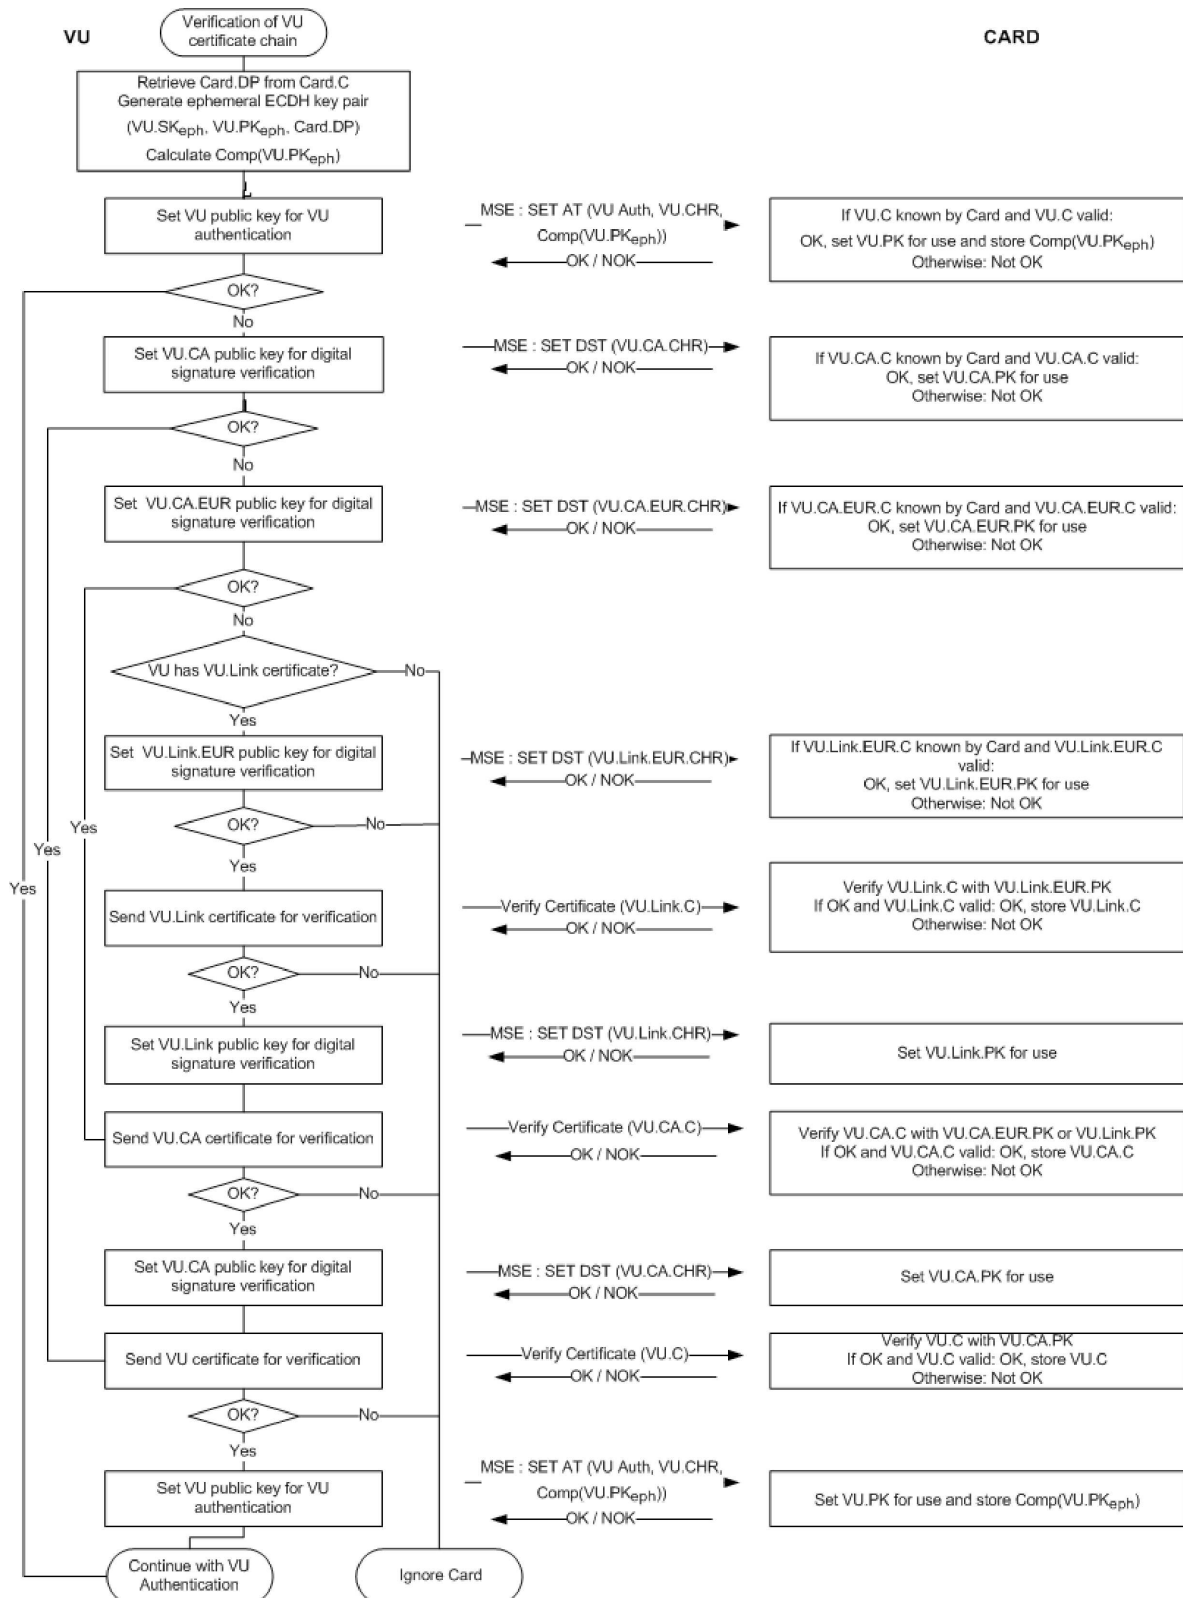 VU
Verification of VU
certificate chain
CARD
Retrieve Card.DP from Card.C
Generate ephemeral ECDH key pair
(VU.SKeph, VU.PKeph, Card.DP)
Calculate Comp(VU.PKeph)
Set VU public key for VU
authentication
MSE : SET AT (VU Auth, VU.CHR,
Comp(VU.PKeph))
OK / NOK
If VU.C known by Card and VU.C valid:
OK, set VU.PK for use and store Comp(VU.PKeph)
Otherwise: Not OK
OK?
No
Set VU.CA public key for digital
signature verification
MSE : SET DST (VU.CA.CHR)
OK / NOK
If VU.CA.C known by Card and VU.CA.C valid:
OK, set VU.CA.PK for use
Otherwise: Not OK
OK?
No
Set VU.CA.EUR public key for digital
signature verification
MSE : SET DST (VU.CA.EUR.CHR)
OK / NOK
If VU.CA.EUR.C known by Card and VU.CA.EUR.C valid:
OK, set VU.CA.EUR.PK for use
Otherwise: Not OK
OK?
No
VU has VU.Link certificate?
No
Yes
Set VU.Link.EUR public key for digital
signature verification
MSE : SET DST (VU.Link.EUR.CHR)
OK / NOK
If VU.Link.EUR.C known by Card and VU.Link.EUR.C
valid:
OK, set VU.Link.EUR.PK for use
Otherwise: Not OK
OK?
No
Yes
Yes
Yes
Yes
Send VU.Link certificate for verification
Verify Certificate (VU.Link.C)
OK / NOK
Verify VU.Link.C with VU.Link.EUR.PK
If OK and VU.Link.C valid: OK, store VU.Link.C
Otherwise: Not OK
OK?
No
Yes
Set VU.Link public key for digital
signature verification
MSE : SET DST (VU.Link.CHR)
OK / NOK
Set VU.Link.PK for use
Send VU.CA certificate for verification
Verify Certificate (VU.CA.C)
OK / NOK
Verify VU.CA.C with VU.CA.EUR.PK or VU.Link.PK
If OK and VU.CA.C valid: OK, store VU.CA.C
Otherwise: Not OK
OK?
No
Yes
Set VU.CA public key for digital
signature verification
MSE : SET DST (VU.CA.CHR)
OK / NOK
Set VU.CA.PK for use
Send VU certificate for verification
Verify Certificate (VU.C)
OK / NOK
Verify VU.C with VU.CA.PK
If OK and VU.C valid: OK, store VU.C
Otherwise: Not OK
OK?
No
Yes
Set VU public key for VU
authentication
MSE : SET AT (VU Auth, VU.CHR,
Comp(VU.PKeph))
OK / NOK
Set VU.PK for use and store Comp(VU.PKeph)
Continue with VU
Authentication
Ignore Card